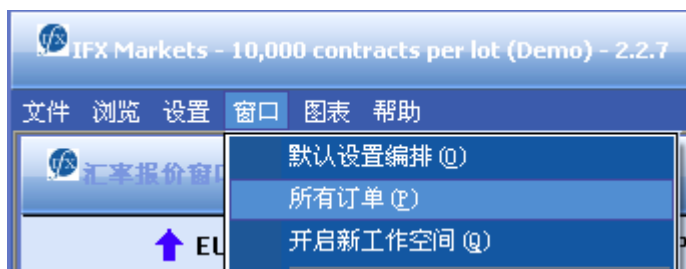 IFX Markets - 10,000 contracts per lot (Demo) - 2.2.7
文件 浏览 设置 窗口 图表 帮助
汇率报价窗
默认设置编排(O)
所有订单(P)
EU
开启新工作空间(Q)